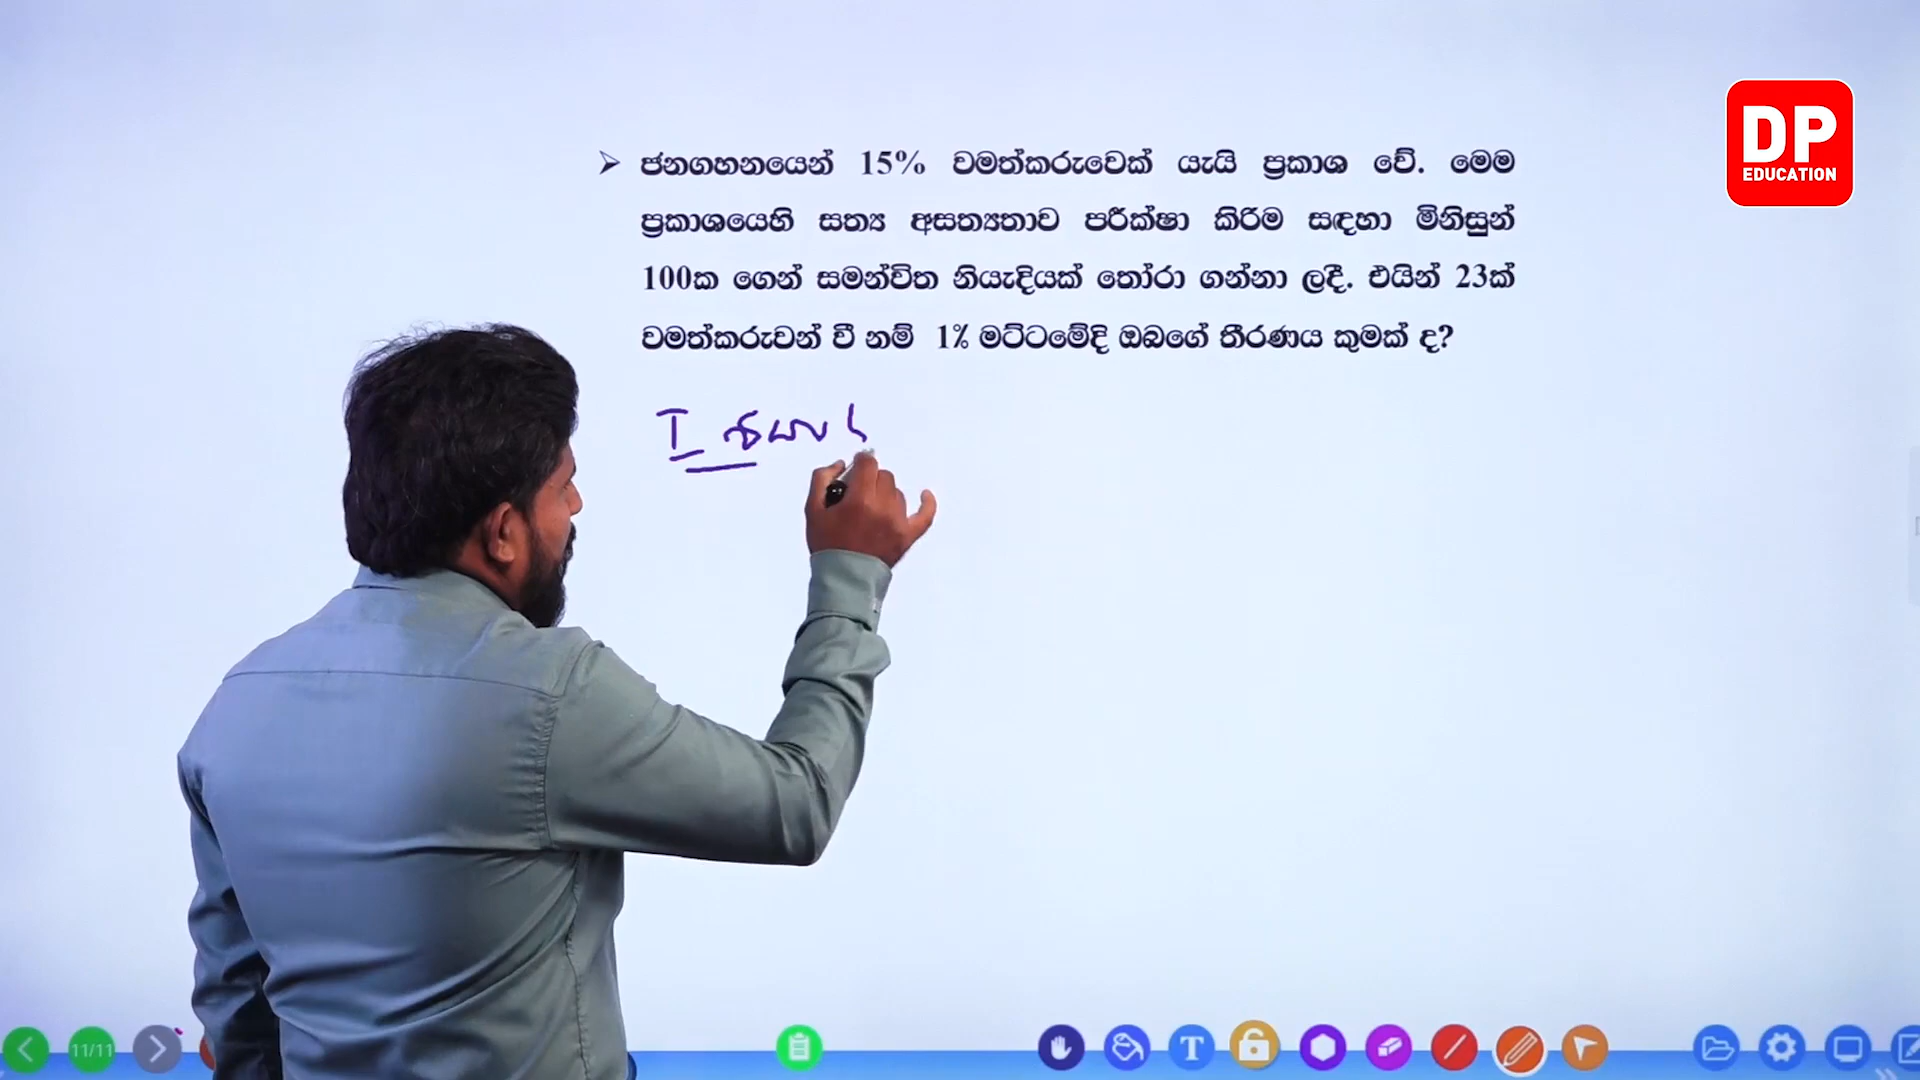 DP
EDUCATION
➢ ජනගහනයෙන් 15% වමත්කරුවෙක් යැයි ප්‍රකාශ වේ. මෙම
ප්‍රකාශයෙහි සත්‍ය අසත්‍යතාව පරීක්ෂා කිරිම සඳහා මිනිසුන්
100ක ගෙන් සමන්විත නියැදියක් තෝරා ගන්නා ලදී. එයින් 23ක්
වමත්කරුවන් වී නම් 1% මට්ටමේදි ඔබගේ තීරණය කුමක් ද?
I
11/11
T